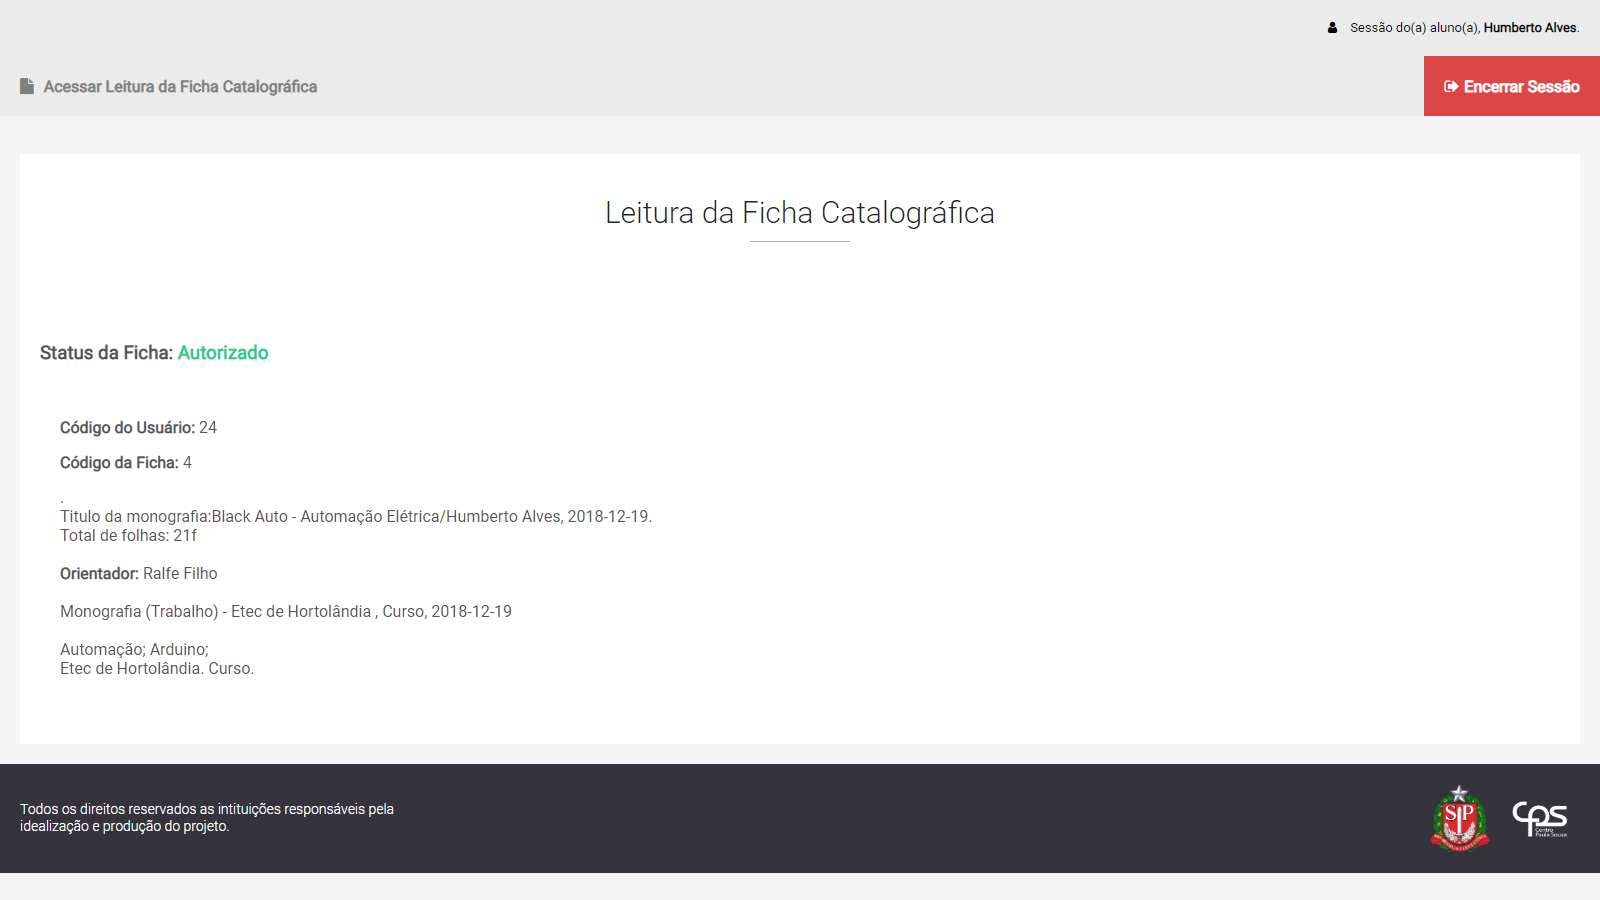 Sessão do(a) aluno(a), Humberto Alves.
Acessar Leitura da Ficha Catalográfica
Encerrar Sessão
Leitura da Ficha Catalográfica
Status da Ficha: Autorizado
Código do Usuário: 24
Código da Ficha: 4
.
Titulo da monografia:Black Auto - Automação Elétrica/Humberto Alves, 2018-12-19.
Total de folhas: 21f
Orientador: Ralfe Filho
Monografia (Trabalho) - Etec de Hortolândia , Curso, 2018-12-19
Automação; Arduino;
Etec de Hortolândia. Curso.
Todos os direitos reservados as intituições responsáveis pela
idealização e produção do projeto.
SP
cps
Centro
Paula Souza